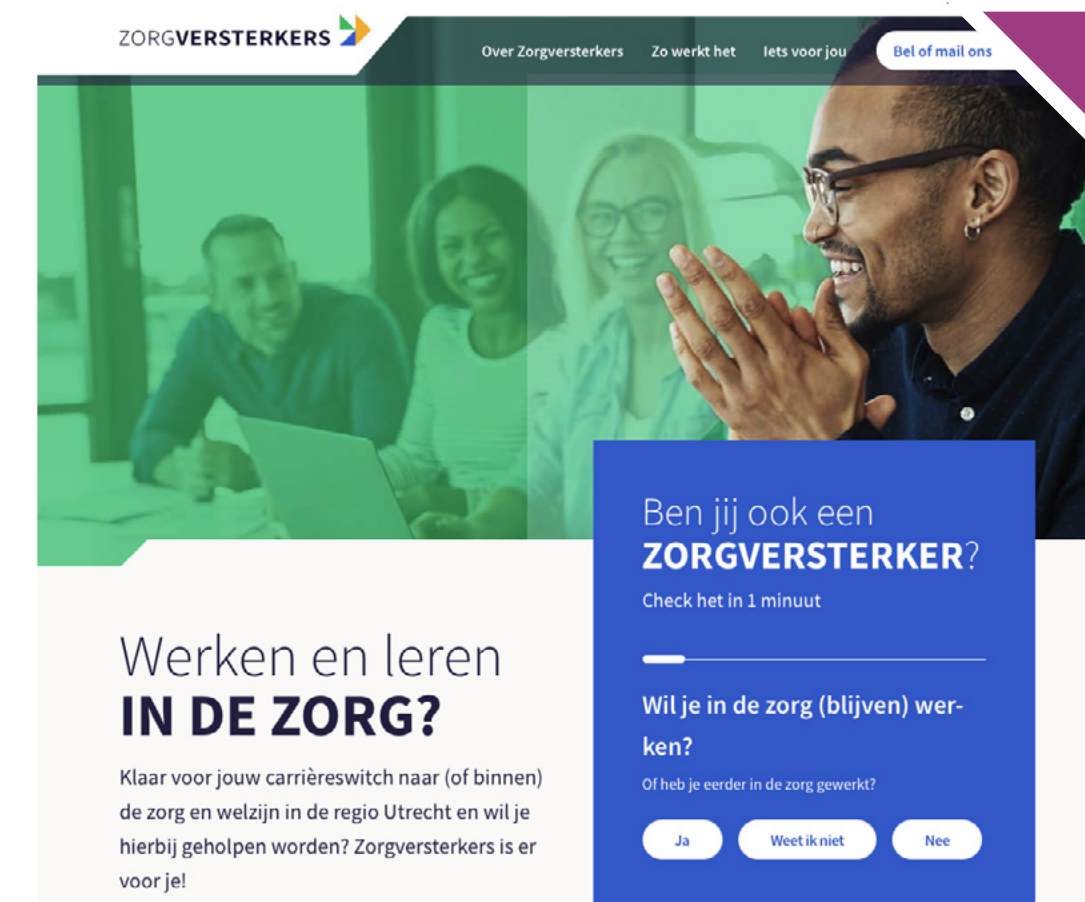 ZORGVERSTERKERS
Over Zorgversterkers
Zo werkt het
Iets voor jou
Bel of mail ons
Ben jij ook een
ZORGVERSTERKER?
Check het in 1 minuut
Wil je in de zorg (blijven) wer-
ken?
Of heb je eerder in de zorg gewerkt?
Ja
Weet ik niet
Nee
Werken en leren
IN DE ZORG?
Klaar voor jouw carrièreswitch naar (of binnen)
de zorg en welzijn in de regio Utrecht en wil je
hierbij geholpen worden? Zorgversterkers is er
voor je!